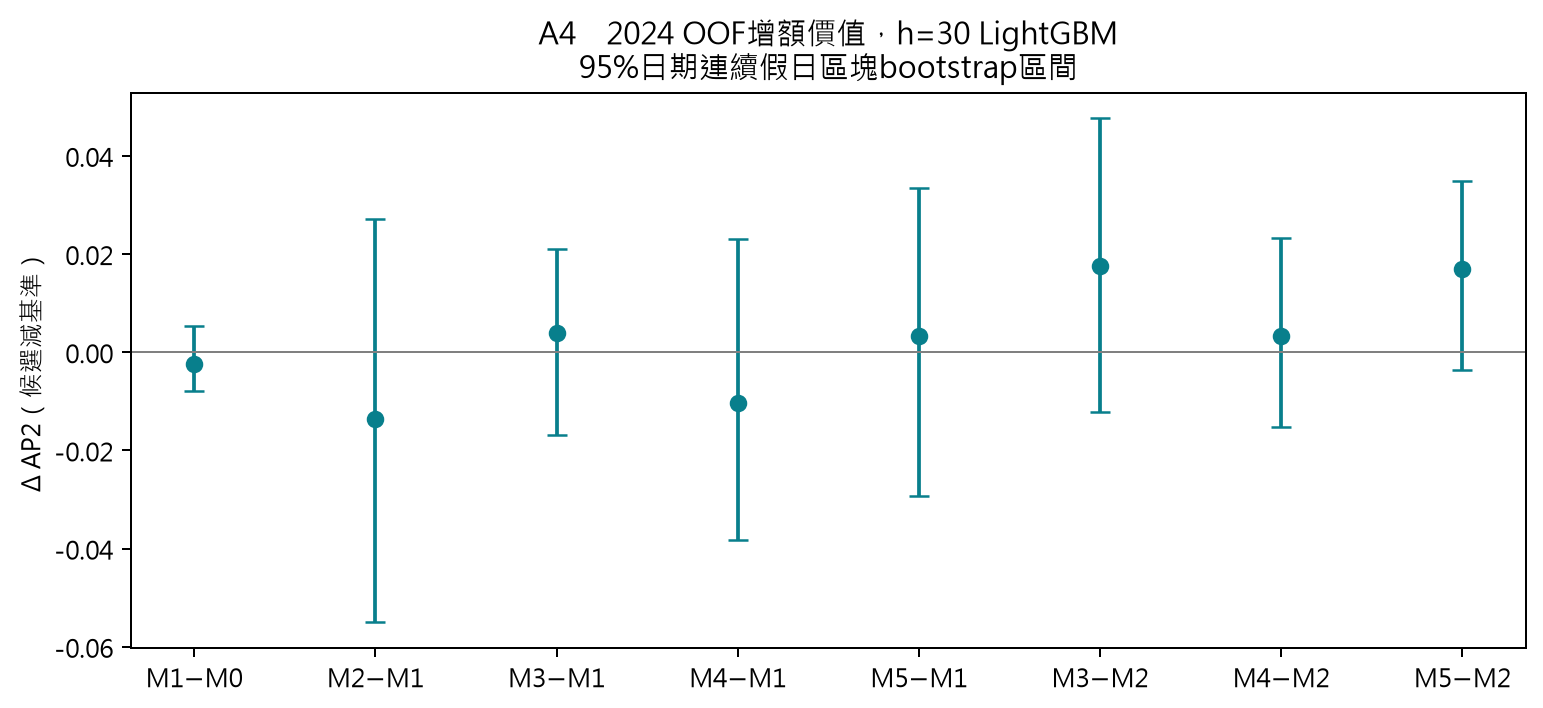 A4　2024 OOF增額價值，h=30 LightGBM
95%日期連續假日區塊bootstrap區間
Δ AP2（候選減基準）
0.04
0.02
0.00
-0.02
-0.04
-0.06
M1−M0
M2−M1
M3−M1
M4−M1
M5−M1
M3−M2
M4−M2
M5−M2